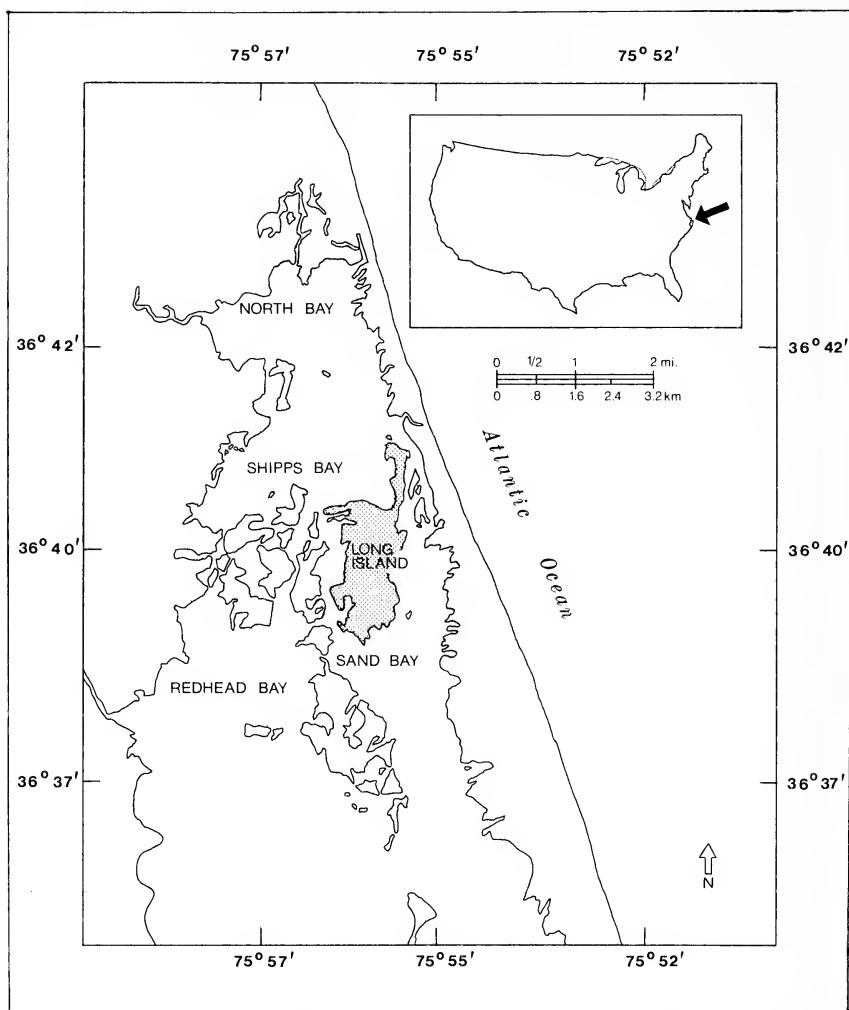 75° 57' 75° 55' 75° 52'
NORTH BAY
36° 42' 36° 42'
0 1/2 1 2 mi.
0 .8 1.6 2.4 3.2 km
SHIPPS BAY
Atlantic
Ocean
36° 40' 36° 40'
LONG
ISLAND
SAND BAY
REDHEAD BAY
36° 37' 36° 37'
N
75° 57' 75° 55' 75° 52'